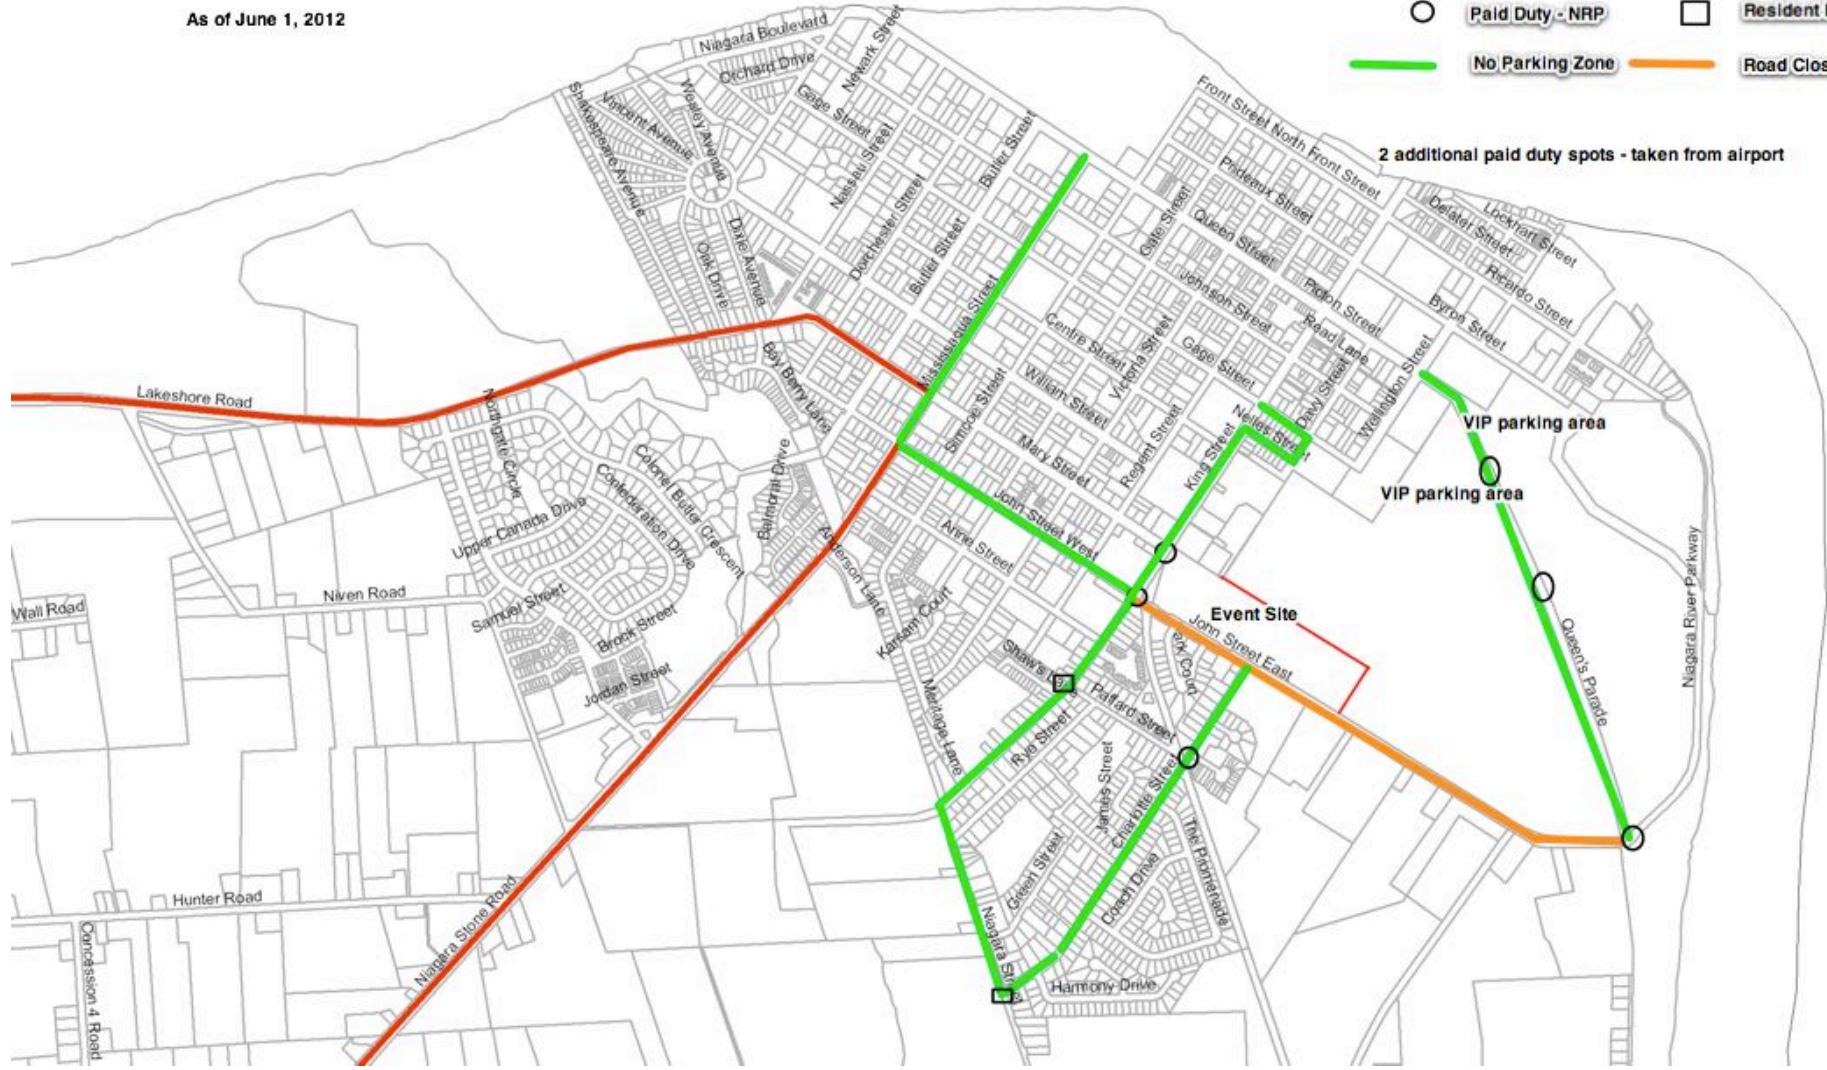 As of June 1, 2012
Paid Duty - NRP
Resident
No Parking Zone
Road Clos
2 additional paid duty spots - taken from airport
Niagara Boulevard
Orchard Drive
Newark Street
Gage Street
Vincent Avenue
Wesley Avenue
Shakespeare Avenue
Nassau Street
Butler Street
Front Street North
Front Street
Prideaux Street
Lockhart Street
Delater Street
Dorchester Street
Gate Street
Queen Street
Dixie Avenue
Oak Drive
Butler Street
Ricardo Street
Johnson Street
Picton Street
Byron Street
Mississaqua Street
Centre Street
Victoria Street
Read Lane
Gage Street
Davy Street
Wellington Street
Lakeshore Road
Bay Berry Lane
Northgate Circle
Simcoe Street
William Street
Regent Street
King Street
Neilles Street
VIP parking area
VIP parking area
Mary Street
Colonel Butler Crescent
Confederation Drive
Balmoral Drive
Upper Canada Drive
John Street West
Anne Street
Anderson Lane
Niagara River Parkway
Niven Road
Wall Road
Samuel Street
Brock Street
Karsam Court
Event Site
John Street East
Queen's Parade
Jordan Street
Shaw's
Paffard Street
Meritage Lane
Rye Street
James Street
Charlotte Street
The Promenade
Green Street
Coach Drive
Hunter Road
Concession 4 Road
Niagara Stone Road
Niagara Street
Harmony Drive